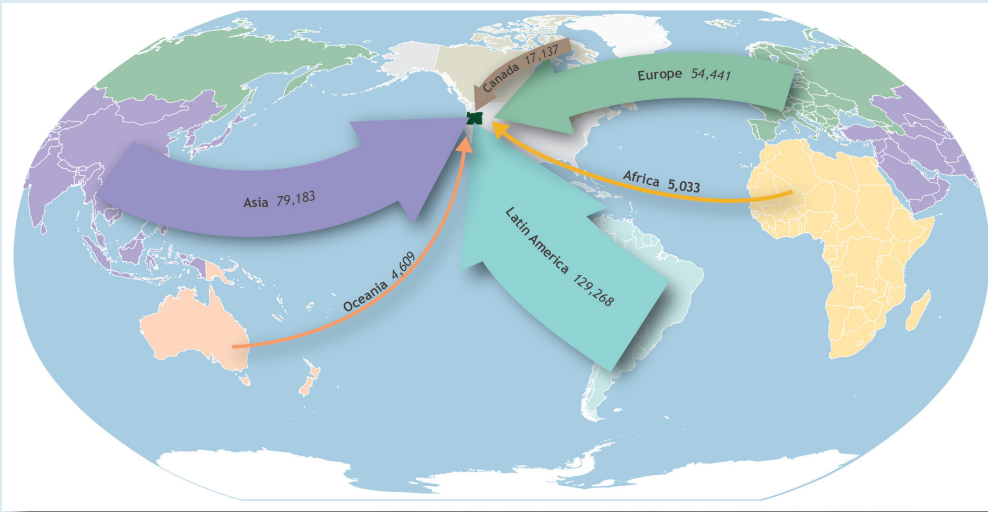 Canada 17,137
Europe 54,441
Asia 79,183
Africa 5,033
Latin America 129,268
Oceania 4,609